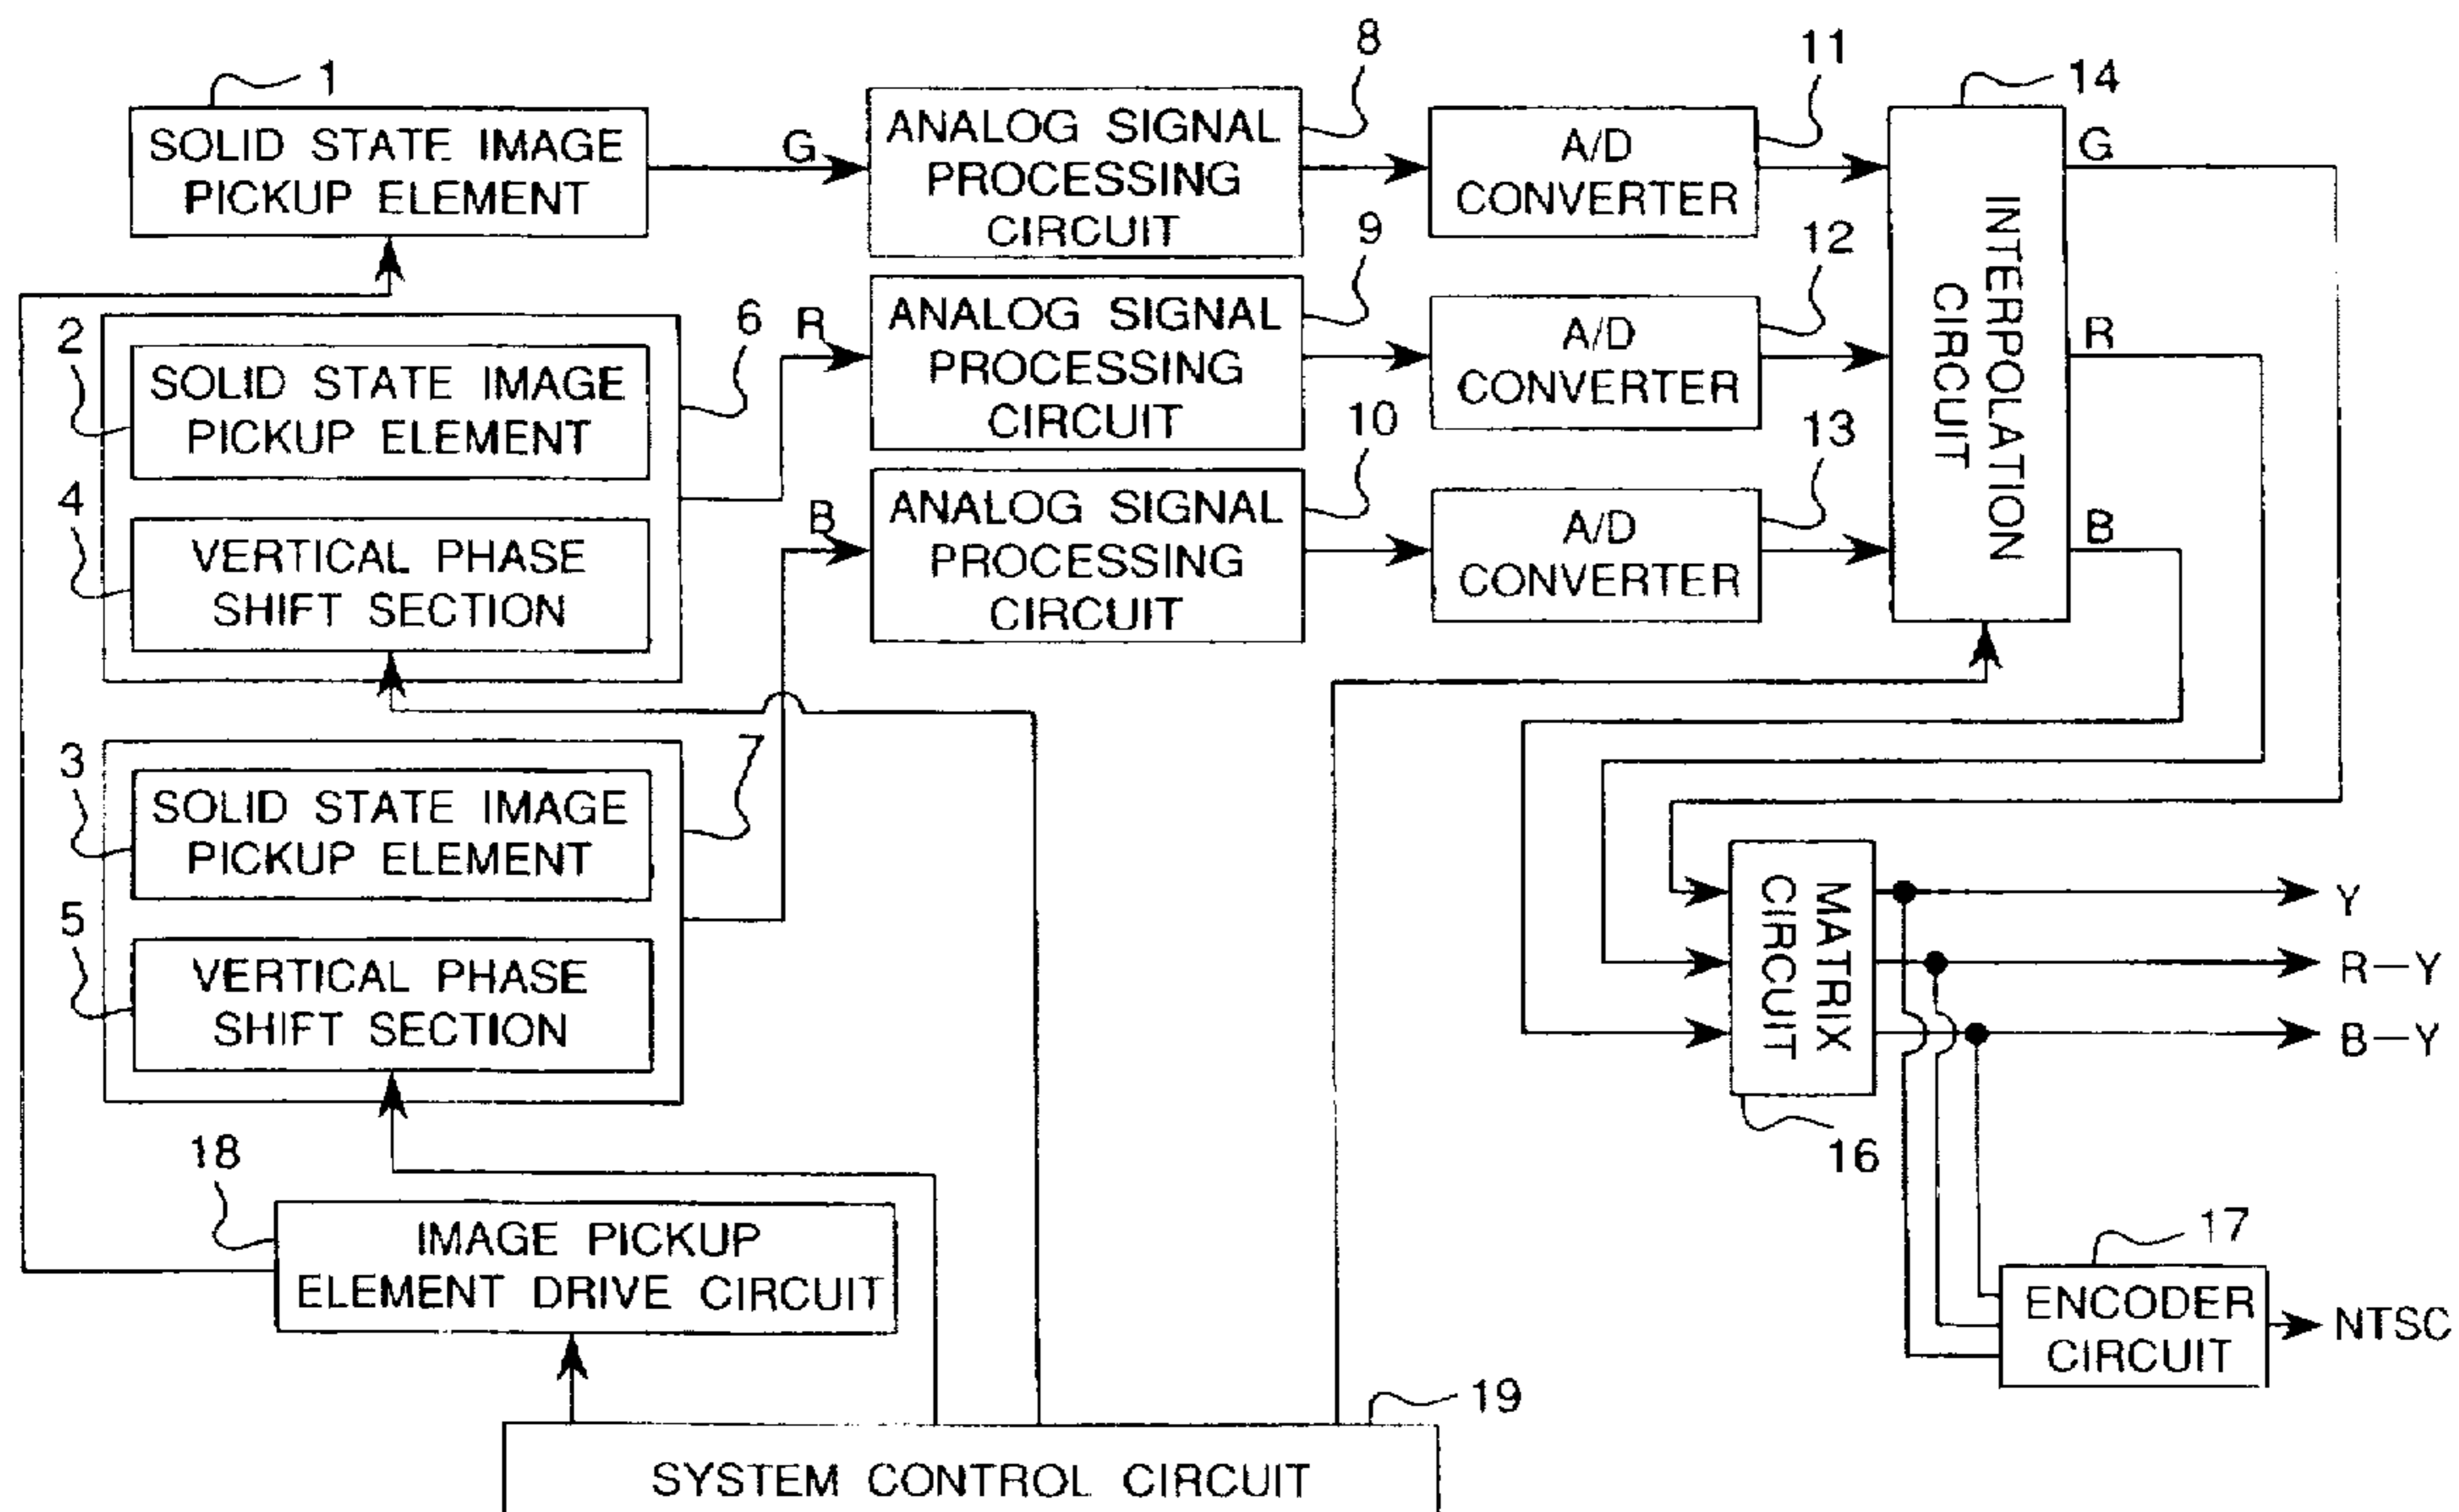 1
SOLID STATE IMAGE
PICKUP ELEMENT
G
8
ANALOG SIGNAL
PROCESSING
CIRCUIT
11
A/D
CONVERTER
14
INTERPOLATION
CIRCUIT
G
R
B
2
SOLID STATE IMAGE
PICKUP ELEMENT
4
VERTICAL PHASE
SHIFT SECTION
6
R
9
ANALOG SIGNAL
PROCESSING
CIRCUIT
12
A/D
CONVERTER
3
SOLID STATE IMAGE
PICKUP ELEMENT
5
VERTICAL PHASE
SHIFT SECTION
7
B
10
ANALOG SIGNAL
PROCESSING
CIRCUIT
13
A/D
CONVERTER
MATRIX
CIRCUIT
16
Y
R-Y
B-Y
18
IMAGE PICKUP
ELEMENT DRIVE CIRCUIT
17
ENCODER
CIRCUIT
NTSC
19
SYSTEM CONTROL CIRCUIT